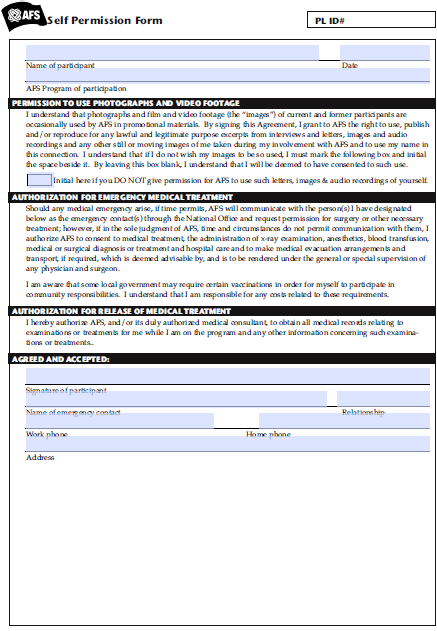 AFS Self Permission Form
PL ID#
Name of participant Date
AFS Program of participation
PERMISSION TO USE PHOTOGRAPHS AND VIDEO FOOTAGE
I understand that photographs and film and video footage (the "images") of current and former participants are
occasionally used by AFS in promotional materials. By signing this Agreement, I grant to AFS the right to use, publish
and/or reproduce for any lawful and legitimate purpose excerpts from interviews and letters, images and audio
recordings and any other still or moving images of me taken during my involvement with AFS and to use my name in
this connection. I understand that if I do not wish my images to be so used, I must mark the following box and initial
the space beside it. By leaving this box blank, I understand that I will be deemed to have consented to such use.
Initial here if you DO NOT give permission for AFS to use such letters, images & audio recordings of yourself.
AUTHORIZATION FOR EMERGENCY MEDICAL TREATMENT
Should any medical emergency arise, if time permits, AFS will communicate with the person(s) I have designated
below as the emergency contact(s) through the National Office and request permission for surgery or other necessary
treatment; however, if in the sole judgment of AFS, time and circumstances do not permit communication with them, I
authorize AFS to consent to medical treatment, the administration of x-ray examination, anesthetics, blood transfusion,
medical or surgical diagnosis or treatment and hospital care and to make medical evacuation arrangements and
transport, if required, which is deemed advisable by, and is to be rendered under the general or special supervision of
any physician and surgeon.
I am aware that some local government may require certain vaccinations in order for myself to participate in
community responsibilities. I understand that I am responsible for any costs related to these requirements.
AUTHORIZATION FOR RELEASE OF MEDICAL TREATMENT
I hereby authorize AFS, and/or its duly authorized medical consultant, to obtain all medical records relating to
examinations or treatments for me while I am on the program and any other information concerning such examina-
tions or treatments..
AGREED AND ACCEPTED:
Signature of participant
Name of emergency contact Relationship
Work phone Home phone
Address